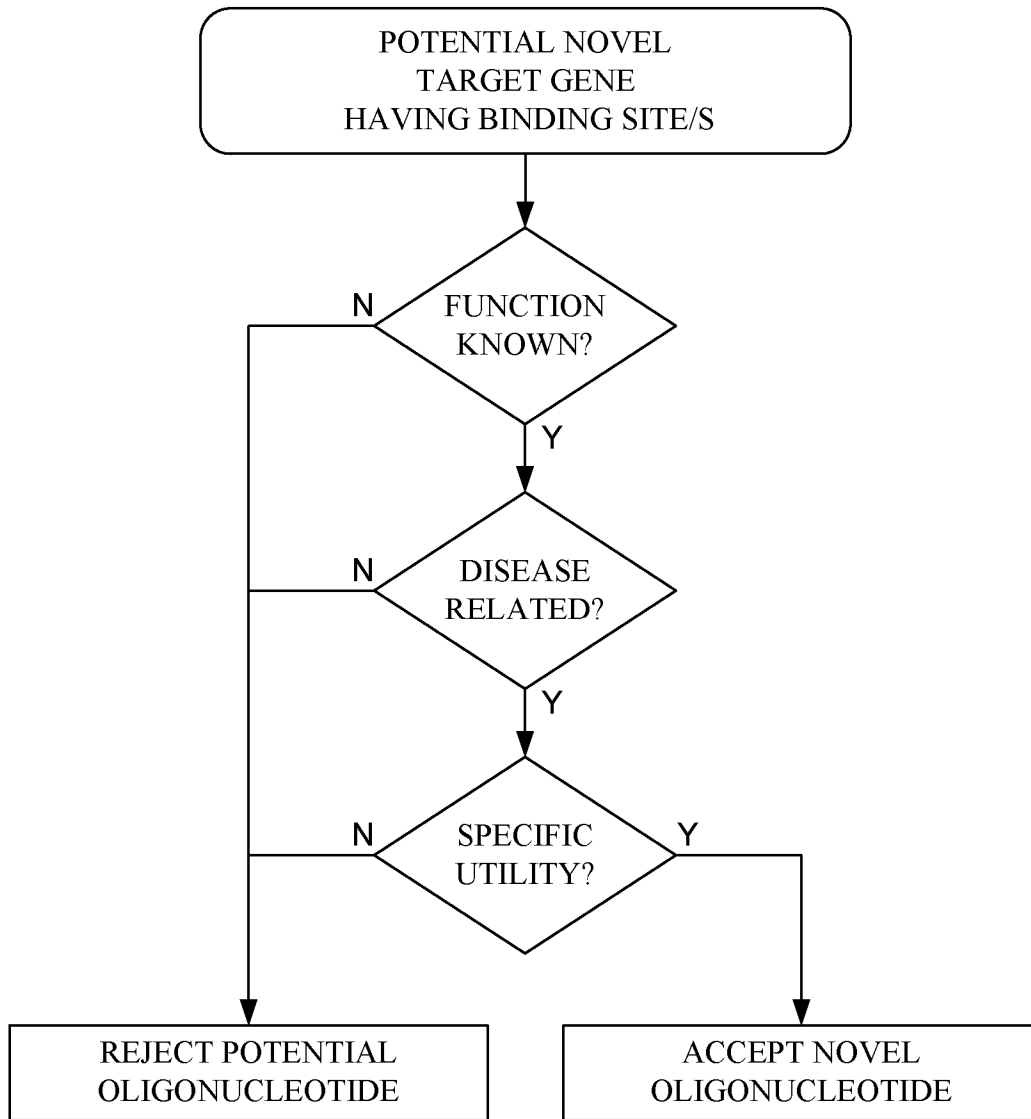 POTENTIAL NOVEL
TARGET GENE
HAVING BINDING SITE/S
N
FUNCTION
KNOWN?
Y
N
DISEASE
RELATED?
Y
N
SPECIFIC
UTILITY?
Y
REJECT POTENTIAL
OLIGONUCLEOTIDE
ACCEPT NOVEL
OLIGONUCLEOTIDE